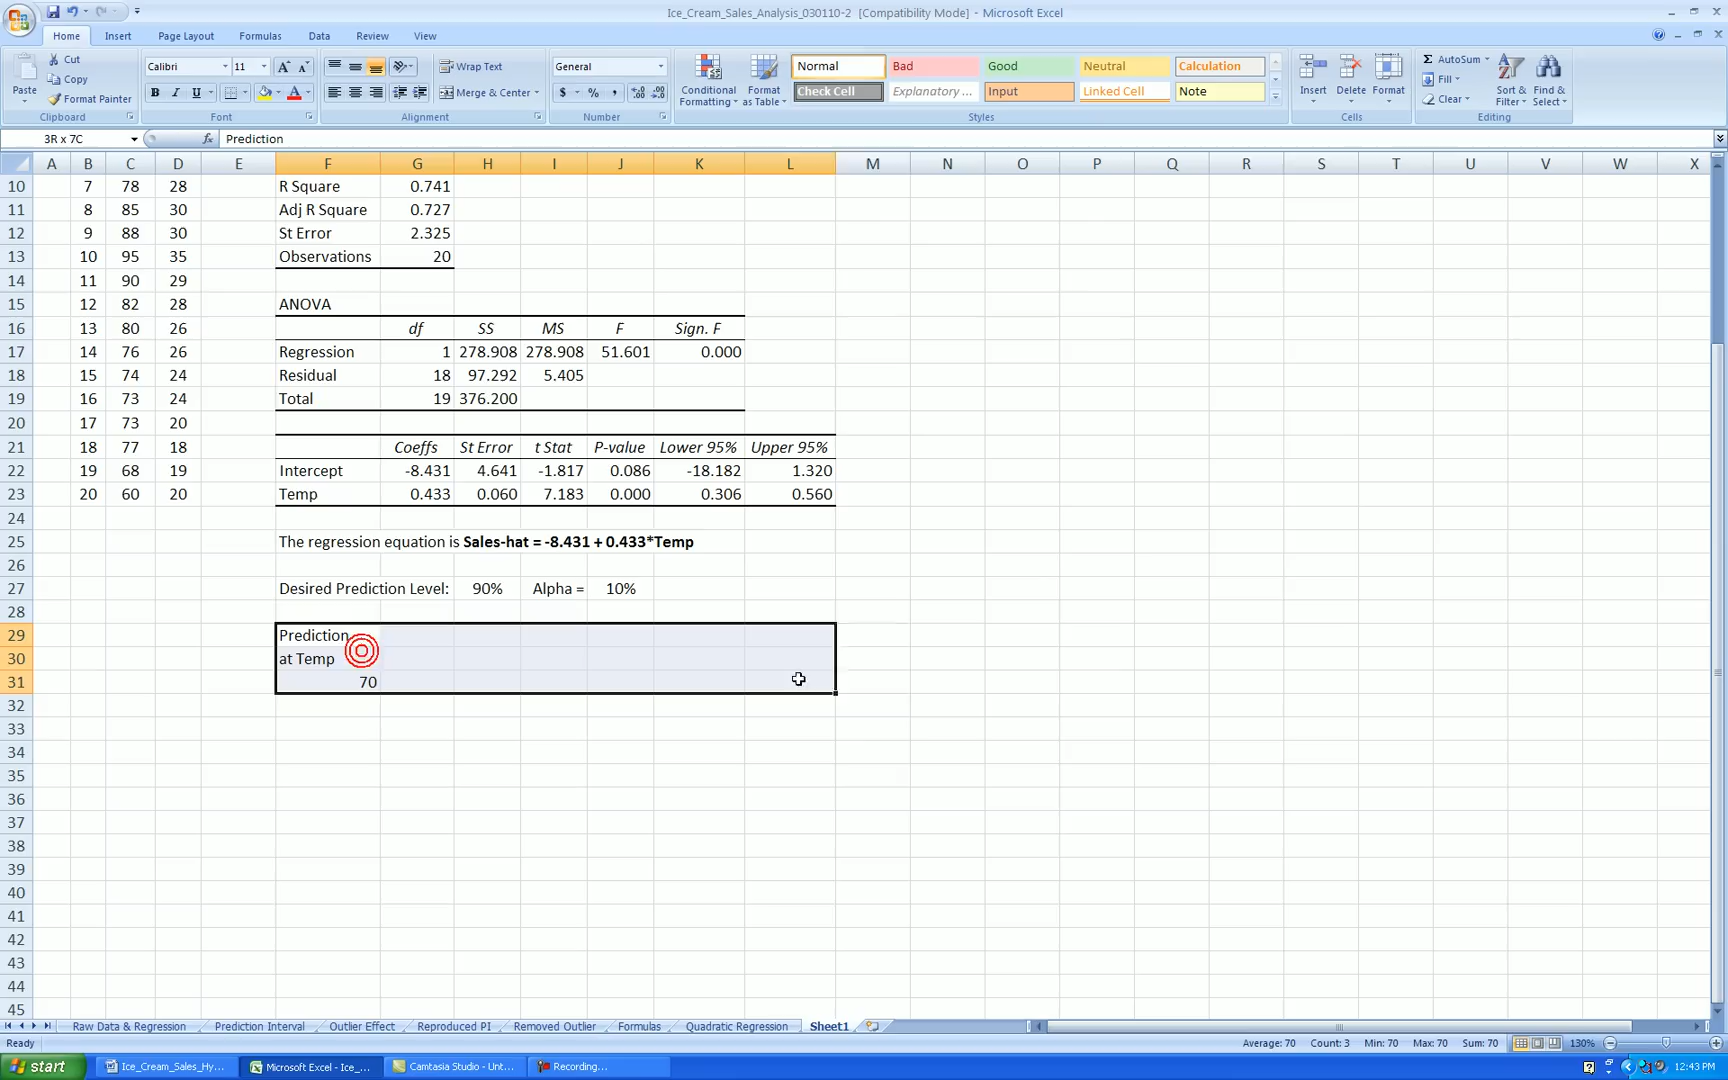 Ice_Cream_Sales_Analysis_030110-2 [Compatibility Mode] - Microsoft Excel
Home Insert Page Layout Formulas Data Review View
Cut Calibri 11 A A Wrap Text General Normal Bad Good Neutral Calculation AutoSum
Copy Fill
Paste Format Painter B I U Merge & Center $ % , Conditional Formatting Format as Table Check Cell Explanatory ... Input Linked Cell Note Insert Delete Format Clear Sort & Filter Find & Select
Clipboard Font Alignment Number Styles Cells Editing
3R x 7C fx Prediction
A B C D E F G H I J K L M N O P Q R S T U V W X
10 7 78 28 R Square 0.741
11 8 85 30 Adj R Square 0.727
12 9 88 30 St Error 2.325
13 10 95 35 Observations 20
14 11 90 29
15 12 82 28 ANOVA
16 13 80 26 df SS MS F Sign. F
17 14 76 26 Regression 1 278.908 278.908 51.601 0.000
18 15 74 24 Residual 18 97.292 5.405
19 16 73 24 Total 19 376.200
20 17 73 20
21 18 77 18 Coeffs St Error t Stat P-value Lower 95% Upper 95%
22 19 68 19 Intercept -8.431 4.641 -1.817 0.086 -18.182 1.320
23 20 60 20 Temp 0.433 0.060 7.183 0.000 0.306 0.560
24
25 The regression equation is Sales-hat = -8.431 + 0.433*Temp
26
27 Desired Prediction Level: 90% Alpha = 10%
28
29 Prediction
30 at Temp
31 70
32
33
34
35
36
37
38
39
40
41
42
43
44
45
Raw Data & Regression Prediction Interval Outlier Effect Reproduced PI Removed Outlier Formulas Quadratic Regression Sheet1
Ready Average: 70 Count: 3 Min: 70 Max: 70 Sum: 70 130%
start Ice_Cream_Sales_Hy... Microsoft Excel - Ice_... Camtasia Studio - Unt... Recording... 12:43 PM